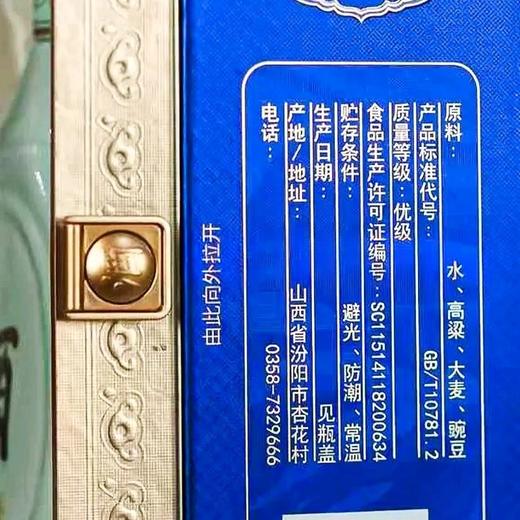 原料：水、高粱、大麦、豌豆
产品标准代号：GB/T10781.2
质量等级：优级
食品生产许可证编号：SC11514118200634
贮存条件：避光、防潮、常温
生产日期：见瓶盖
产地/地址：山西省汾阳市杏花村
电话：0358-7329666
由此向外拉开